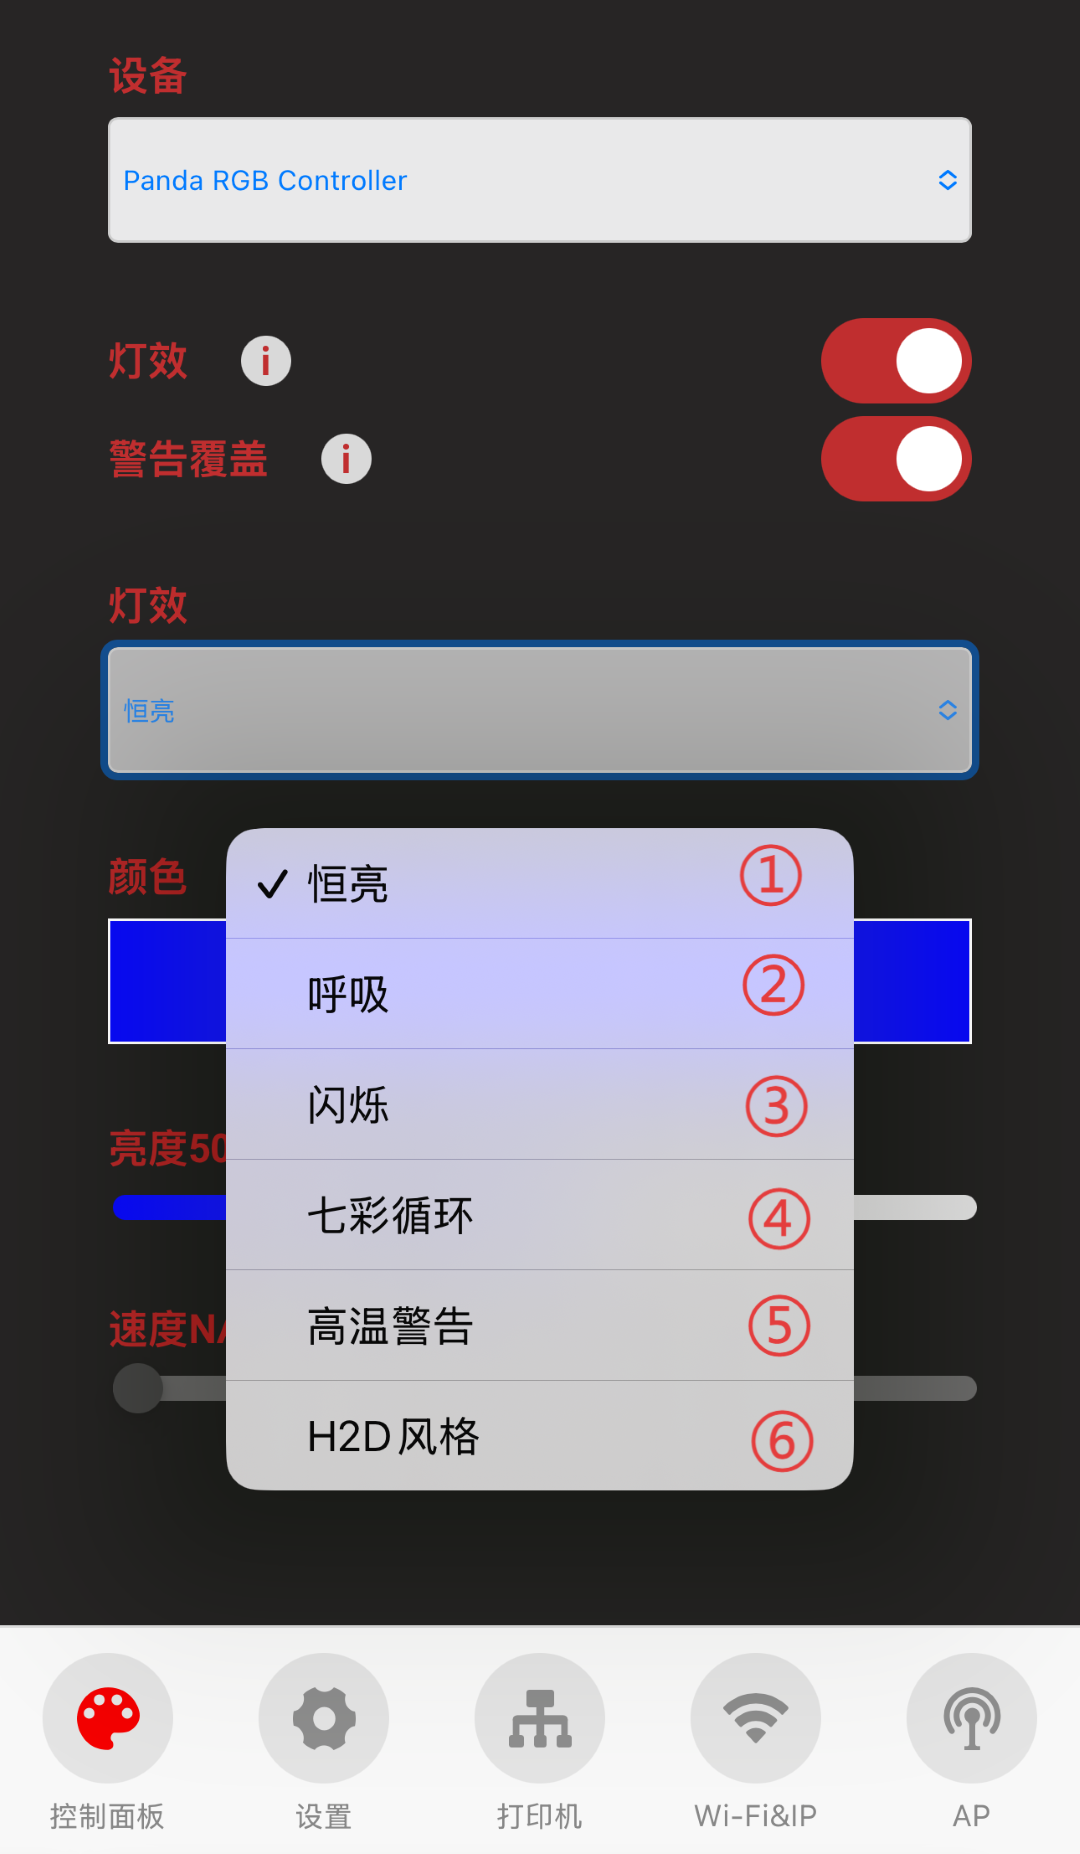 设备
Panda RGB Controller
灯效 i
警告覆盖 i
灯效
恒亮
颜色
✓ 恒亮 ①
呼吸 ②
闪烁 ③
七彩循环 ④
高温警告 ⑤
H2D风格 ⑥
亮度50
速度N
控制面板
设置
打印机
Wi-Fi&IP
AP